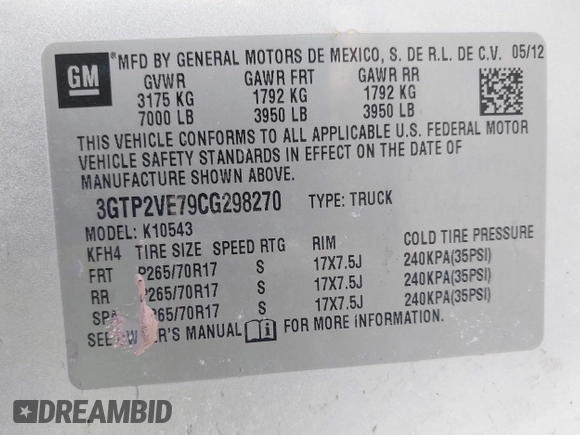 GM
MFD BY GENERAL MOTORS DE MEXICO, S. DE R.L. DE C.V. 05/12
GVWR GAWR FRT GAWR RR
3175 KG 1792 KG 1792 KG
7000 LB 3950 LB 3950 LB
THIS VEHICLE CONFORMS TO ALL APPLICABLE U.S. FEDERAL MOTOR
VEHICLE SAFETY STANDARDS IN EFFECT ON THE DATE OF
MANUFACTURE SHOWN ABOVE.
3GTP2VE79CG298270 TYPE: TRUCK
MODEL: K10543
KFH4 TIRE SIZE SPEED RTG RIM COLD TIRE PRESSURE
FRT P265/70R17 S 17X7.5J 240KPA(35PSI)
RR P265/70R17 S 17X7.5J 240KPA(35PSI)
SPA 265/70R17 S 17X7.5J 240KPA(35PSI)
SEE OWNER'S MANUAL FOR MORE INFORMATION.
DREAMBID